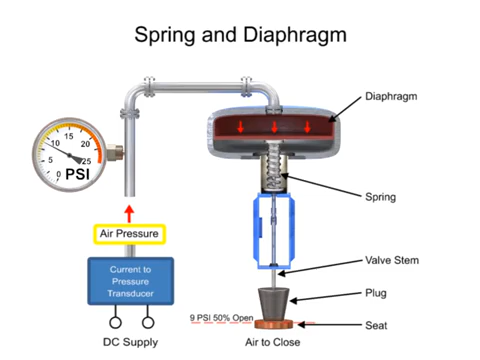 Spring and Diaphragm
Diaphragm
0
5
10
15
20
25
PSI
Spring
Air Pressure
Current to
Pressure
Transducer
Valve Stem
Plug
9 PSI 50% Open
Seat
DC Supply
Air to Close